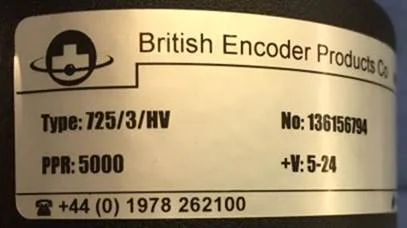 British Encoder Products Co
Type: 725/3/HV No: 136156794
PPR: 5000 +V: 5-24
☎ +44 (0) 1978 262100